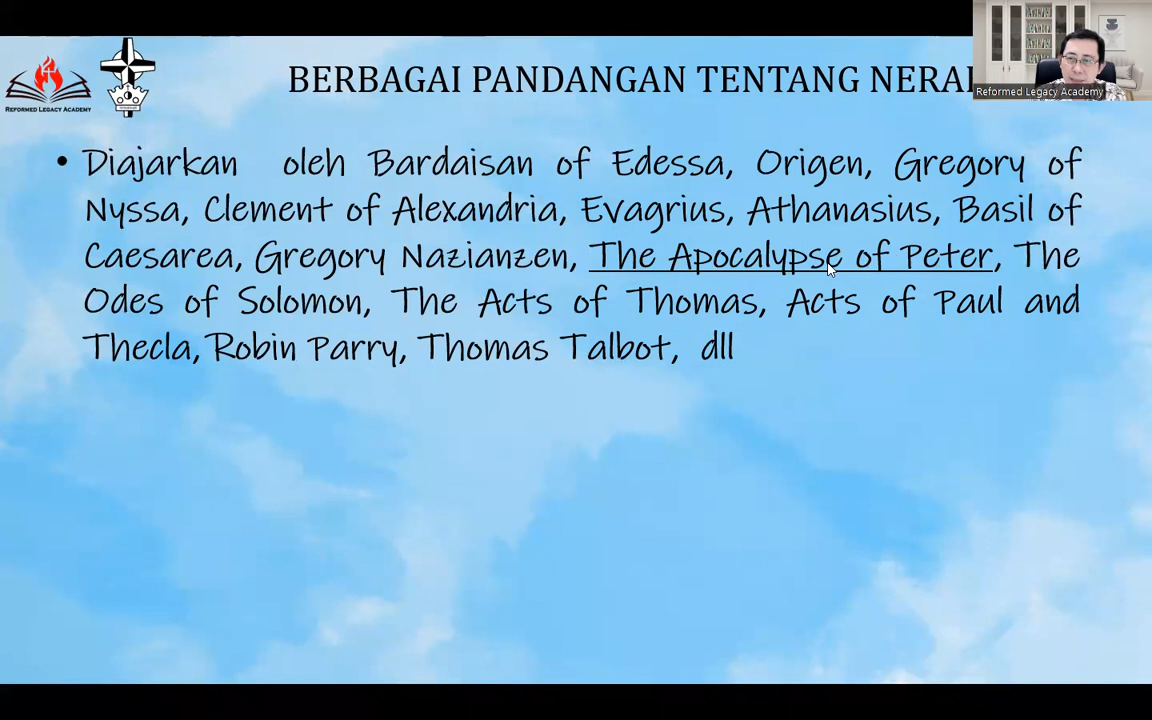 BERBAGAI PANDANGAN TENTANG NERA
Reformed Legacy Academy
REFORMED LEGACY ACADEMY
• Diajarkan oleh Bardaisan of Edessa, Origen, Gregory of
Nyssa, Clement of Alexandria, Evagrius, Athanasius, Basil of
Caesarea, Gregory Nazianzen, The Apocalypse of Peter, The
Odes of Solomon, The Acts of Thomas, Acts of Paul and
Thecla, Robin Parry, Thomas Talbot, dll